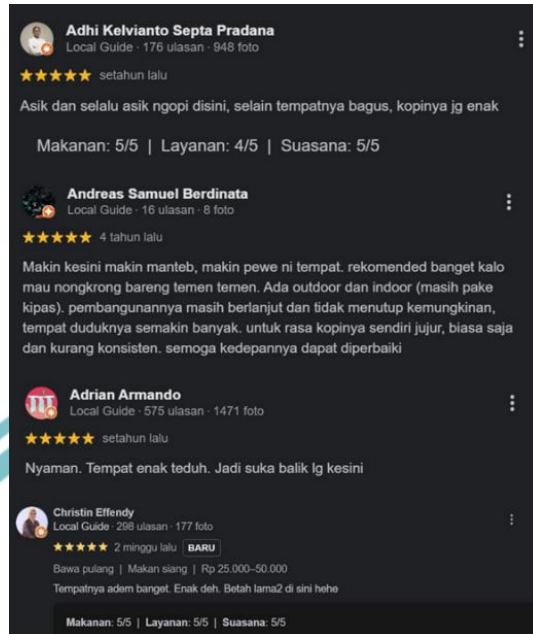 Adhi Kelvianto Septa Pradana
Local Guide · 176 ulasan · 948 foto
setahun lalu
Asik dan selalu asik ngopi disini, selain tempatnya bagus, kopinya jg enak
Makanan: 5/5 | Layanan: 4/5 | Suasana: 5/5
Andreas Samuel Berdinata
Local Guide · 16 ulasan · 8 foto
4 tahun lalu
Makin kesini makin manteb, makin pewe ni tempat. rekomended banget kalo
mau nongkrong bareng temen temen. Ada outdoor dan indoor (masih pake
kipas). pembangunannya masih berlanjut dan tidak menutup kemungkinan,
tempat duduknya semakin banyak. untuk rasa kopinya sendiri jujur, biasa saja
dan kurang konsisten. semoga kedepannya dapat diperbaiki
Adrian Armando
Local Guide · 575 ulasan · 1471 foto
setahun lalu
Nyaman. Tempat enak teduh. Jadi suka balik lg kesini
Christin Effendy
Local Guide · 298 ulasan · 177 foto
2 minggu lalu BARU
Bawa pulang | Makan siang | Rp 25.000–50.000
Tempatnya adem banget. Enak deh. Betah lama2 di sini hehe
Makanan: 5/5 | Layanan: 5/5 | Suasana: 5/5